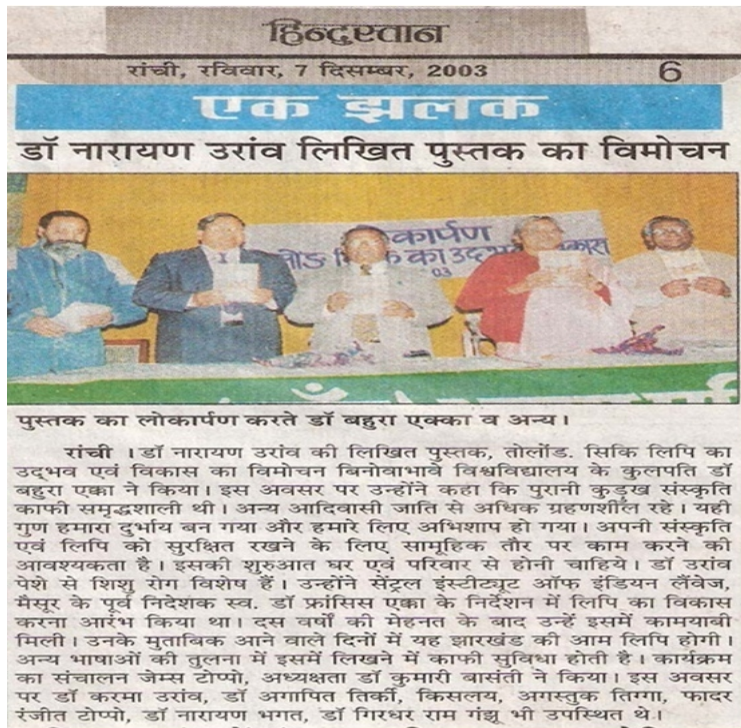 हिन्दुस्तान
रांची, रविवार, 7 दिसम्बर, 2003 6
एक झलक
डॉ नारायण उरांव लिखित पुस्तक का विमोचन
कार्पण
का उद्भव
03
पुस्तक का लोकार्पण करते डॉ बहुरा एक्का व अन्य।
रांची । डॉ नारायण उरांव की लिखित पुस्तक, तोलोंड. सिकि लिपि का
उद्भव एवं विकास का विमोचन बिनोवाभावे विश्वविद्यालय के कुलपति डॉ
बहुरा एक्का ने किया। इस अवसर पर उन्होंने कहा कि पुरानी कुडुख संस्कृति
काफी समृद्धशाली थी। अन्य आदिवासी जाति से अधिक ग्रहणशील रहे। यही
गुण हमारा दुर्भाय बन गया और हमारे लिए अभिशाप हो गया। अपनी संस्कृति
एवं लिपि को सुरक्षित रखने के लिए सामूहिक तौर पर काम करने की
आवश्यकता है। इसकी शुरुआत घर एवं परिवार से होनी चाहिये। डॉ उरांव
पेशे से शिशु रोग विशेष हैं। उन्होंने सेंट्रल इंस्टीट्यूट ऑफ इंडियन लैंवेज,
मैसूर के पूर्व निदेशक स्व. डॉ फ्रांसिस एक्का के निर्देशन में लिपि का विकास
करना आरंभ किया था। दस वर्षों की मेहनत के बाद उन्हें इसमें कामयाबी
मिली। उनके मुताबिक आने वाले दिनों में यह झारखंड की आम लिपि होगी।
अन्य भाषाओं की तुलना में इसमें लिखने में काफी सुविधा होती है। कार्यक्रम
का संचालन जेम्स टोप्पो, अध्यक्षता डॉ कुमारी बासंती ने किया। इस अवसर
पर डॉ करमा उरांव, डॉ अगापित तिर्की, किसलय, अगस्तुक तिग्गा, फादर
रंजीत टोप्पो, डॉ नारायण भगत, डॉ गिरधर राम गंझू भी उपस्थित थे।